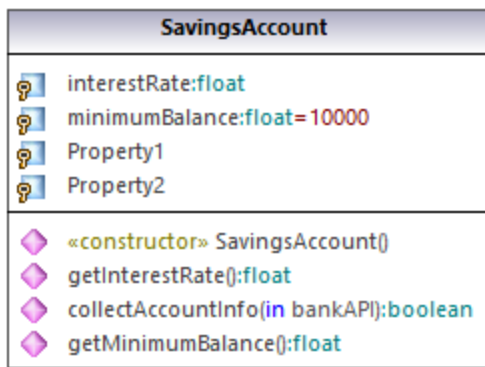 SavingsAccount
interestRate:float
minimumBalance:float=10000
Property1
Property2
«constructor» SavingsAccount()
getInterestRate():float
collectAccountInfo(in bankAPI):boolean
getMinimumBalance():float